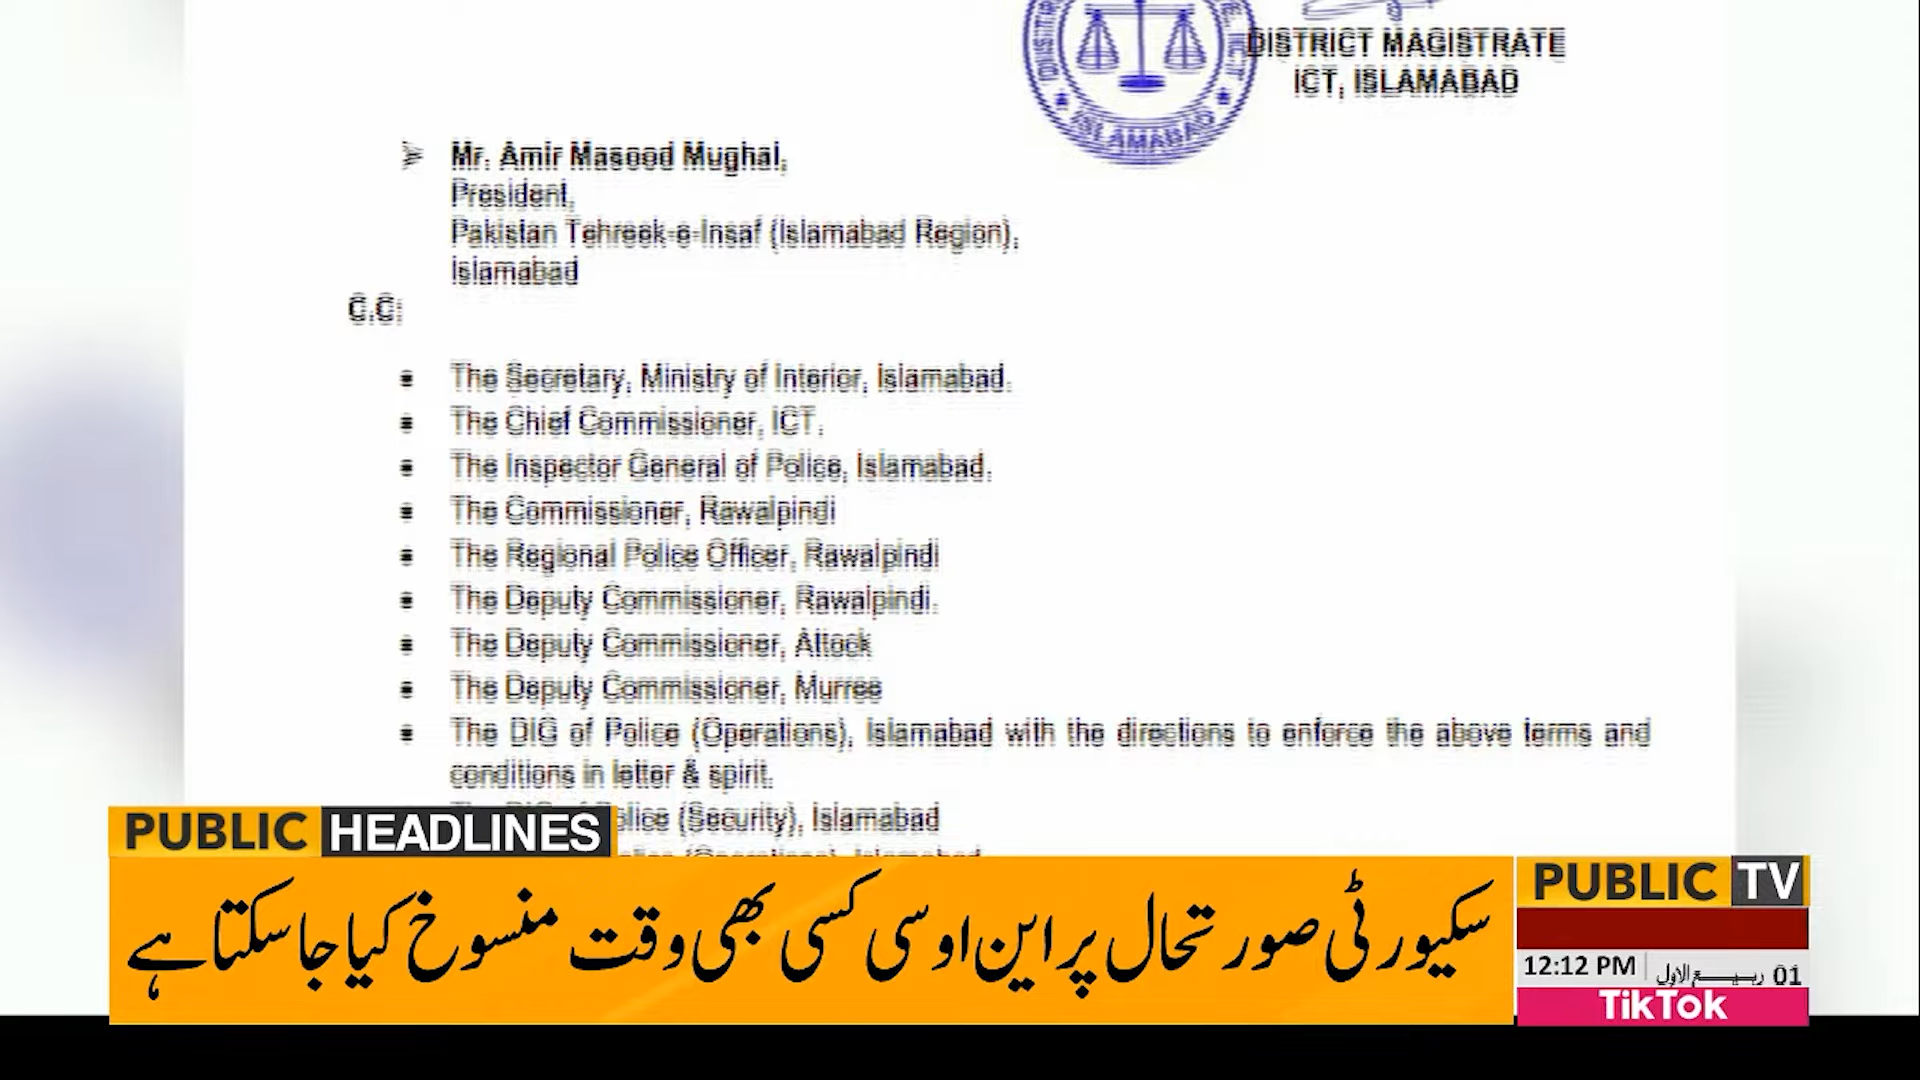 DISTRICT MAGISTRATE
ICT, ISLAMABAD
ISLAMABAD
Mr. Amir Masood Mughal,
President,
Pakistan Tehreek-e-Insaf (Islamabad Region),
Islamabad
C.C:
The Secretary, Ministry of Interior, Islamabad.
The Chief Commissioner, ICT.
The Inspector General of Police, Islamabad.
The Commissioner, Rawalpindi
The Regional Police Officer, Rawalpindi
The Deputy Commissioner, Rawalpindi.
The Deputy Commissioner, Attock
The Deputy Commissioner, Murree
The DIG of Police (Operations), Islamabad with the directions to enforce the above terms and
conditions in letter & spirit.
(Security), Islamabad
PUBLIC HEADLINES
سکیورٹی صورتحال پر این او سی کسی بھی وقت منسوخ کیا جا سکتا ہے
PUBLIC TV
12:12 PM
01 ربیع الاول
TikTok